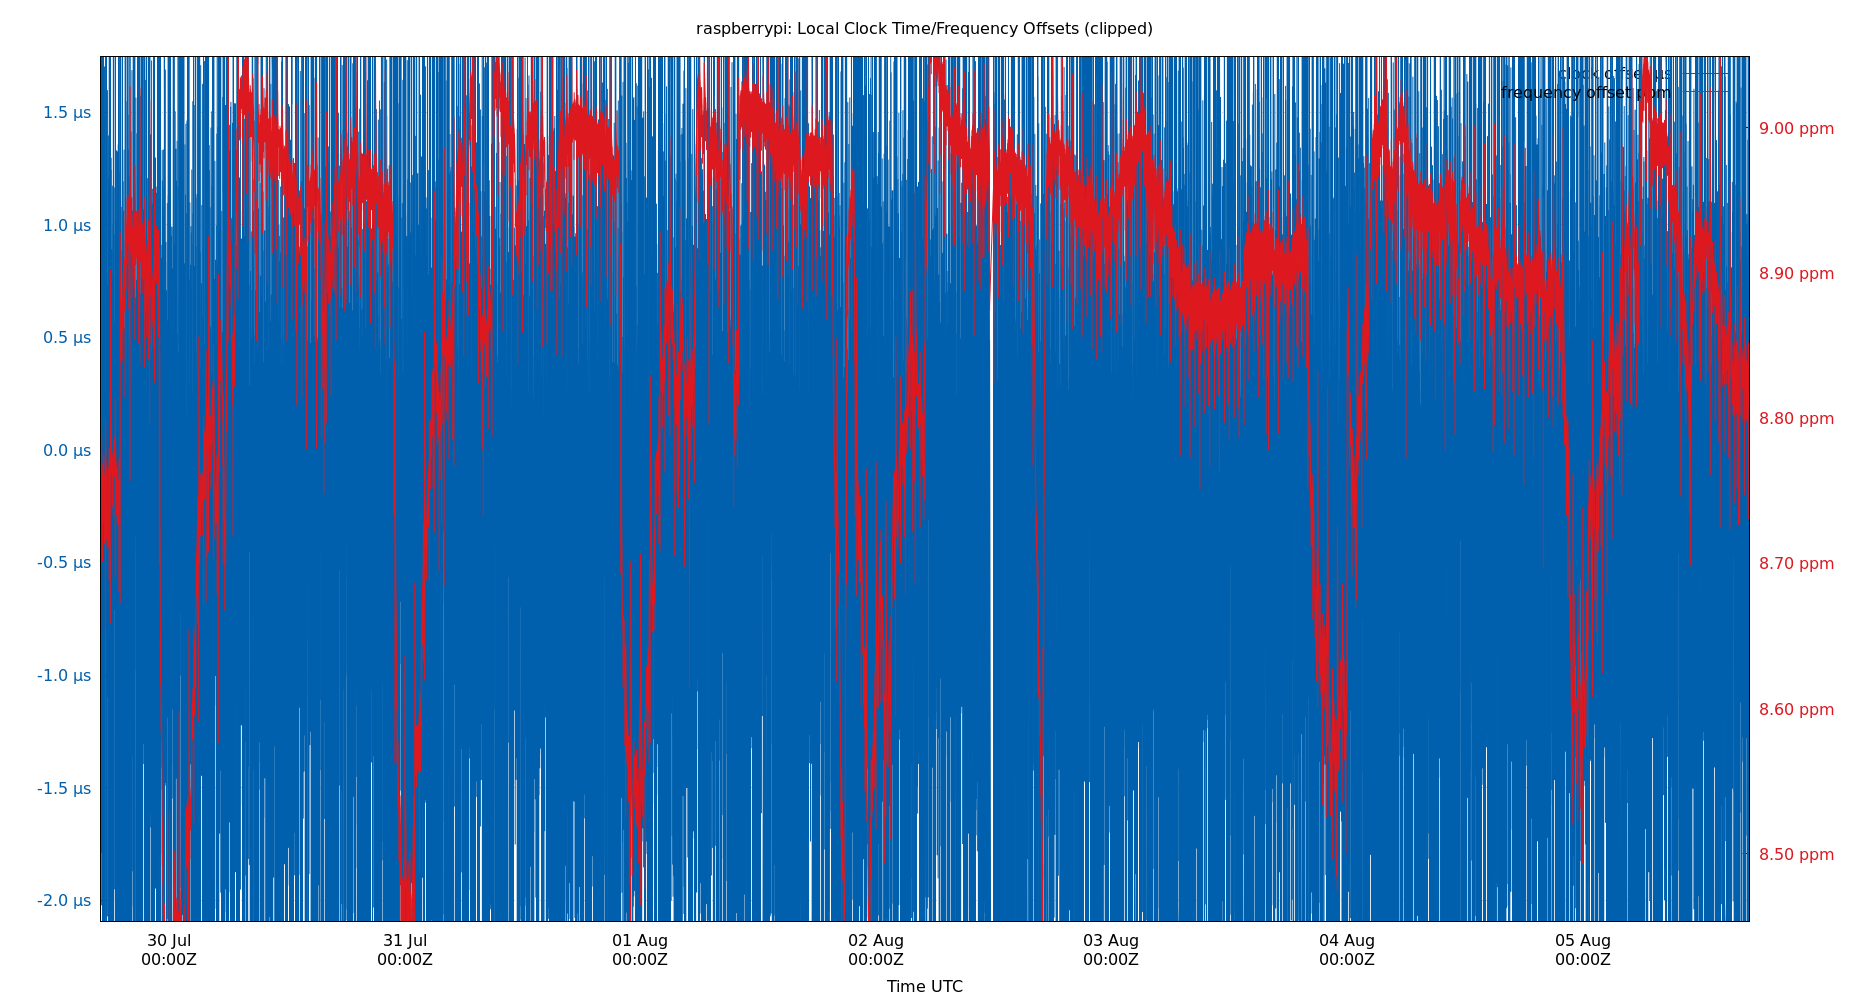 raspberrypi: Local Clock Time/Frequency Offsets (clipped)
clock offset µs
frequency offset ppm
1.5 µs
1.0 µs
0.5 µs
0.0 µs
-0.5 µs
-1.0 µs
-1.5 µs
-2.0 µs
9.00 ppm
8.90 ppm
8.80 ppm
8.70 ppm
8.60 ppm
8.50 ppm
30 Jul 31 Jul 01 Aug 02 Aug 03 Aug 04 Aug 05 Aug
00:00Z 00:00Z 00:00Z 00:00Z 00:00Z 00:00Z 00:00Z
Time UTC